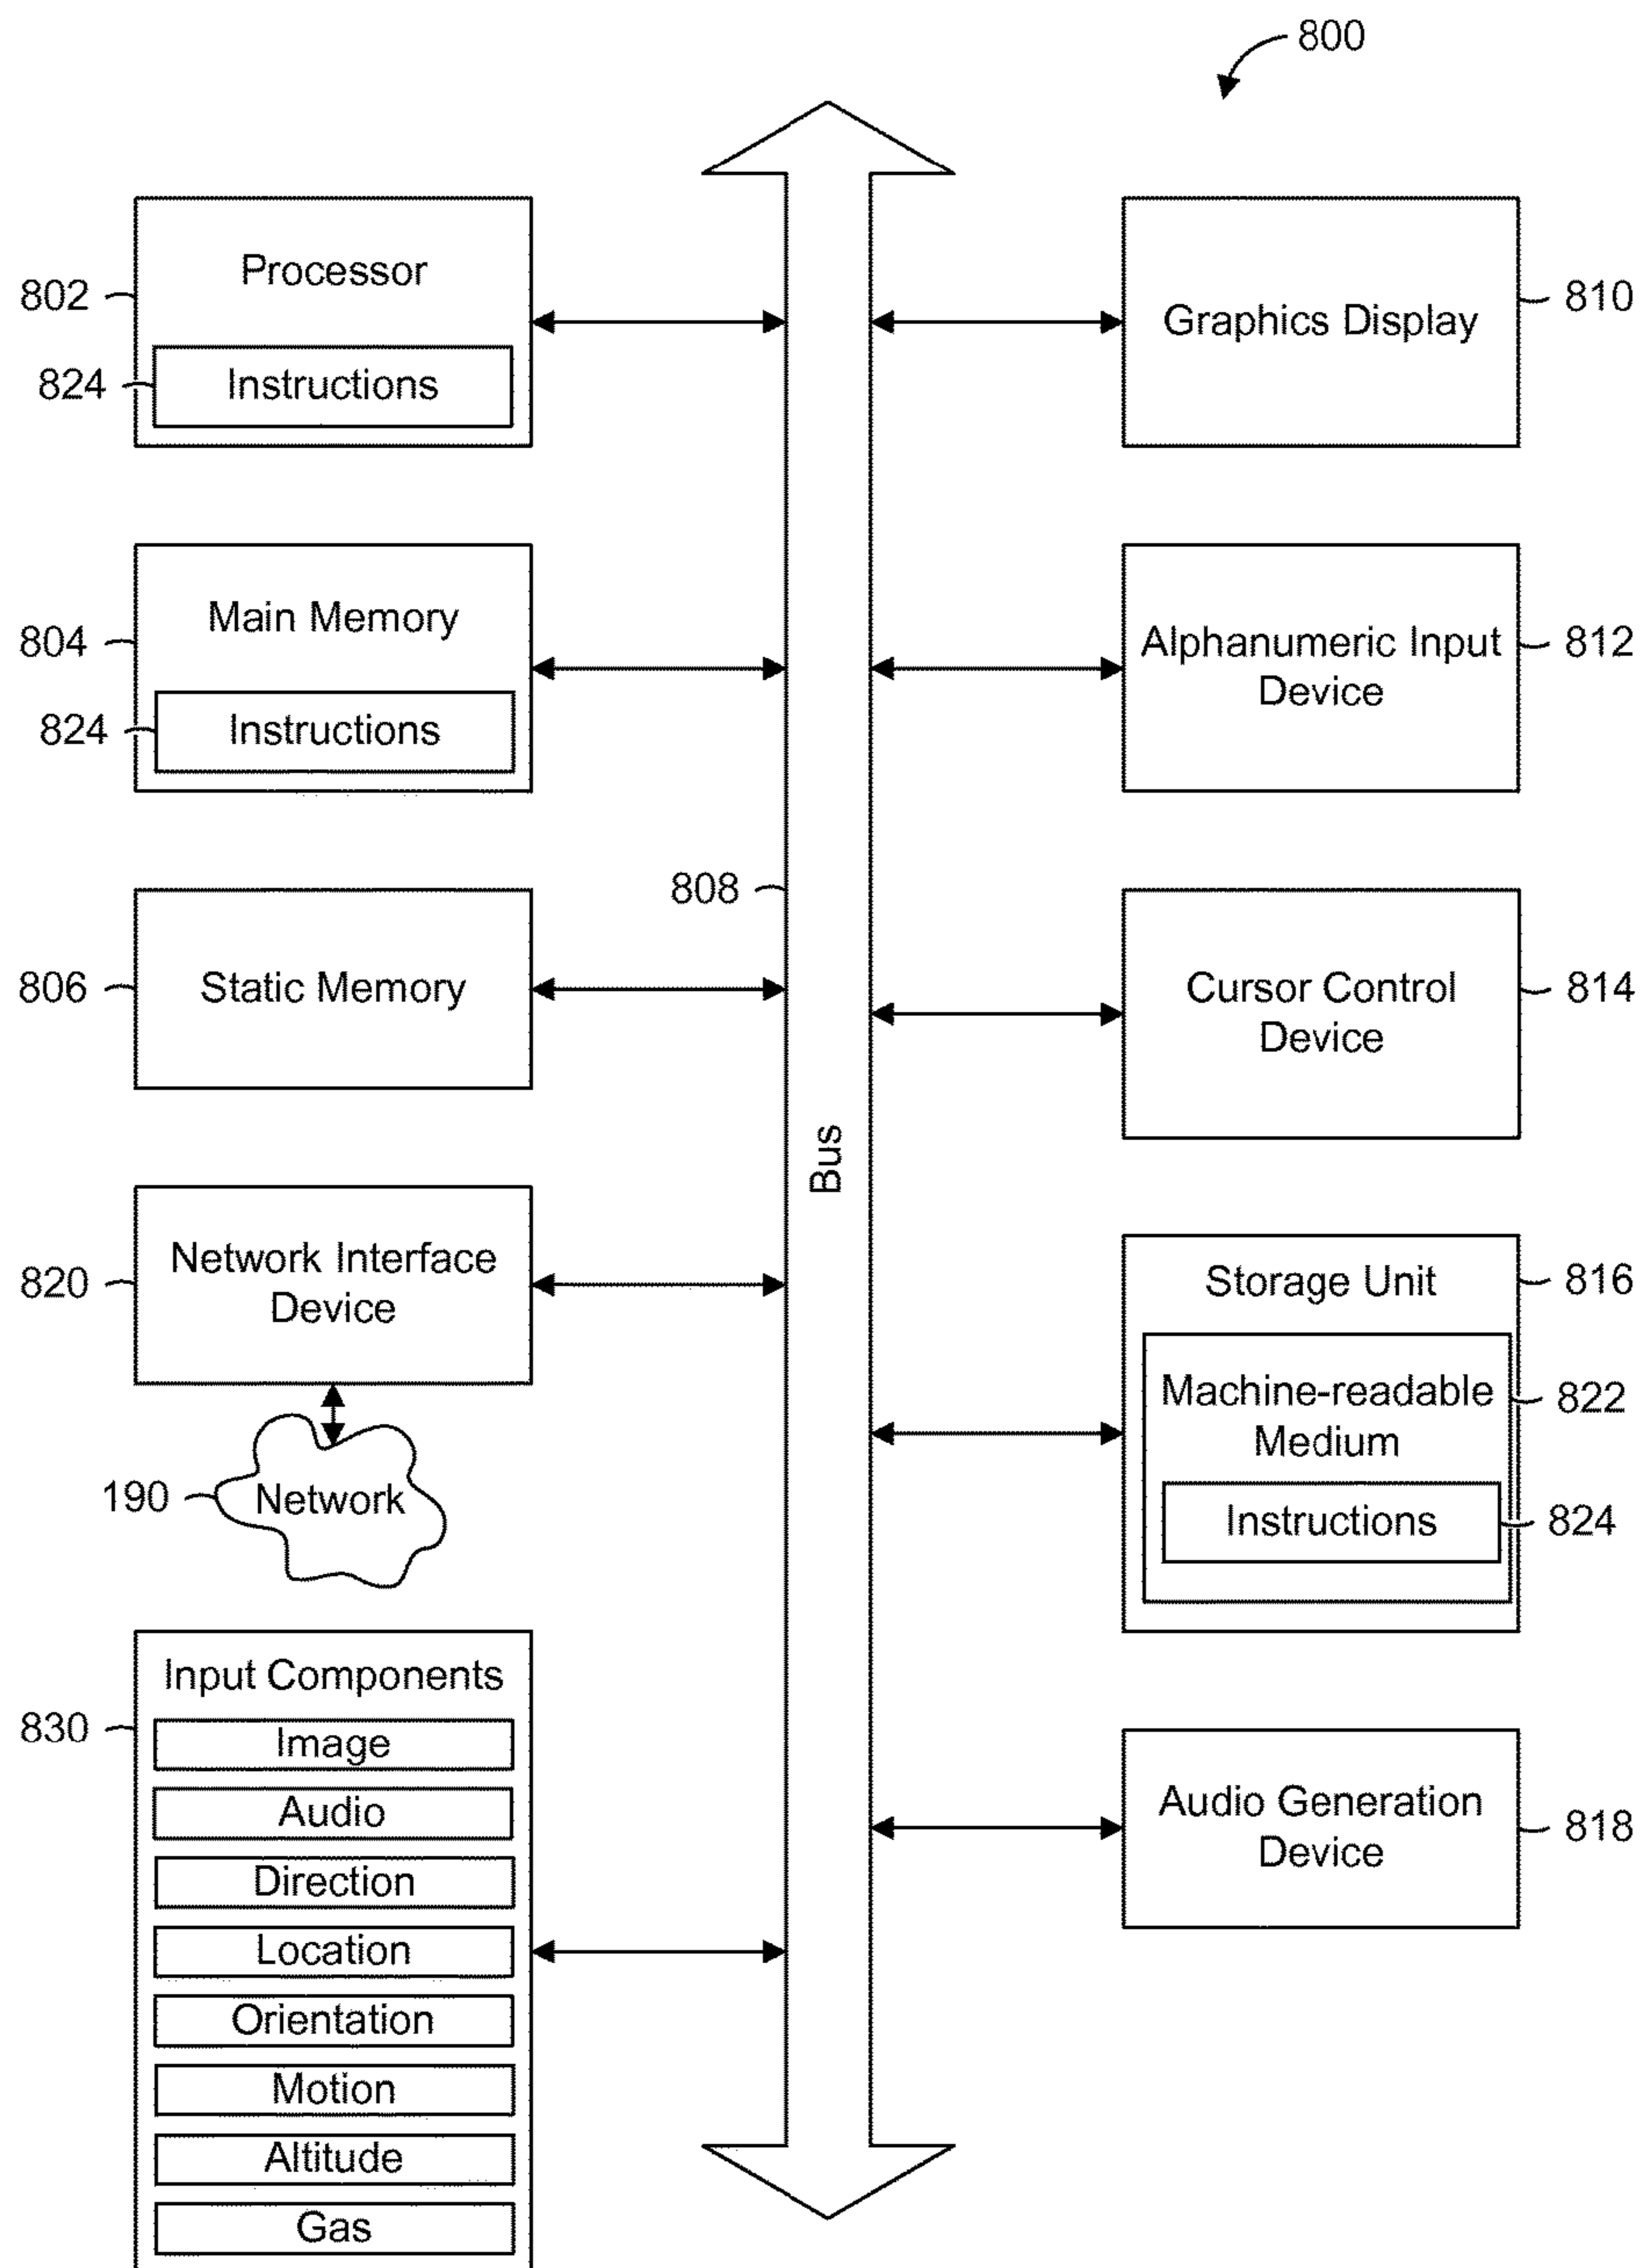 800
Processor
802
824
Instructions
Main Memory
804
824
Instructions
Static Memory
806
Network Interface
Device
820
190
Network
Input Components
830
Image
Audio
Direction
Location
Orientation
Motion
Altitude
Gas
808
Bus
Graphics Display
810
Alphanumeric Input
Device
812
Cursor Control
Device
814
Storage Unit
816
Machine-readable
Medium
822
Instructions
824
Audio Generation
Device
818